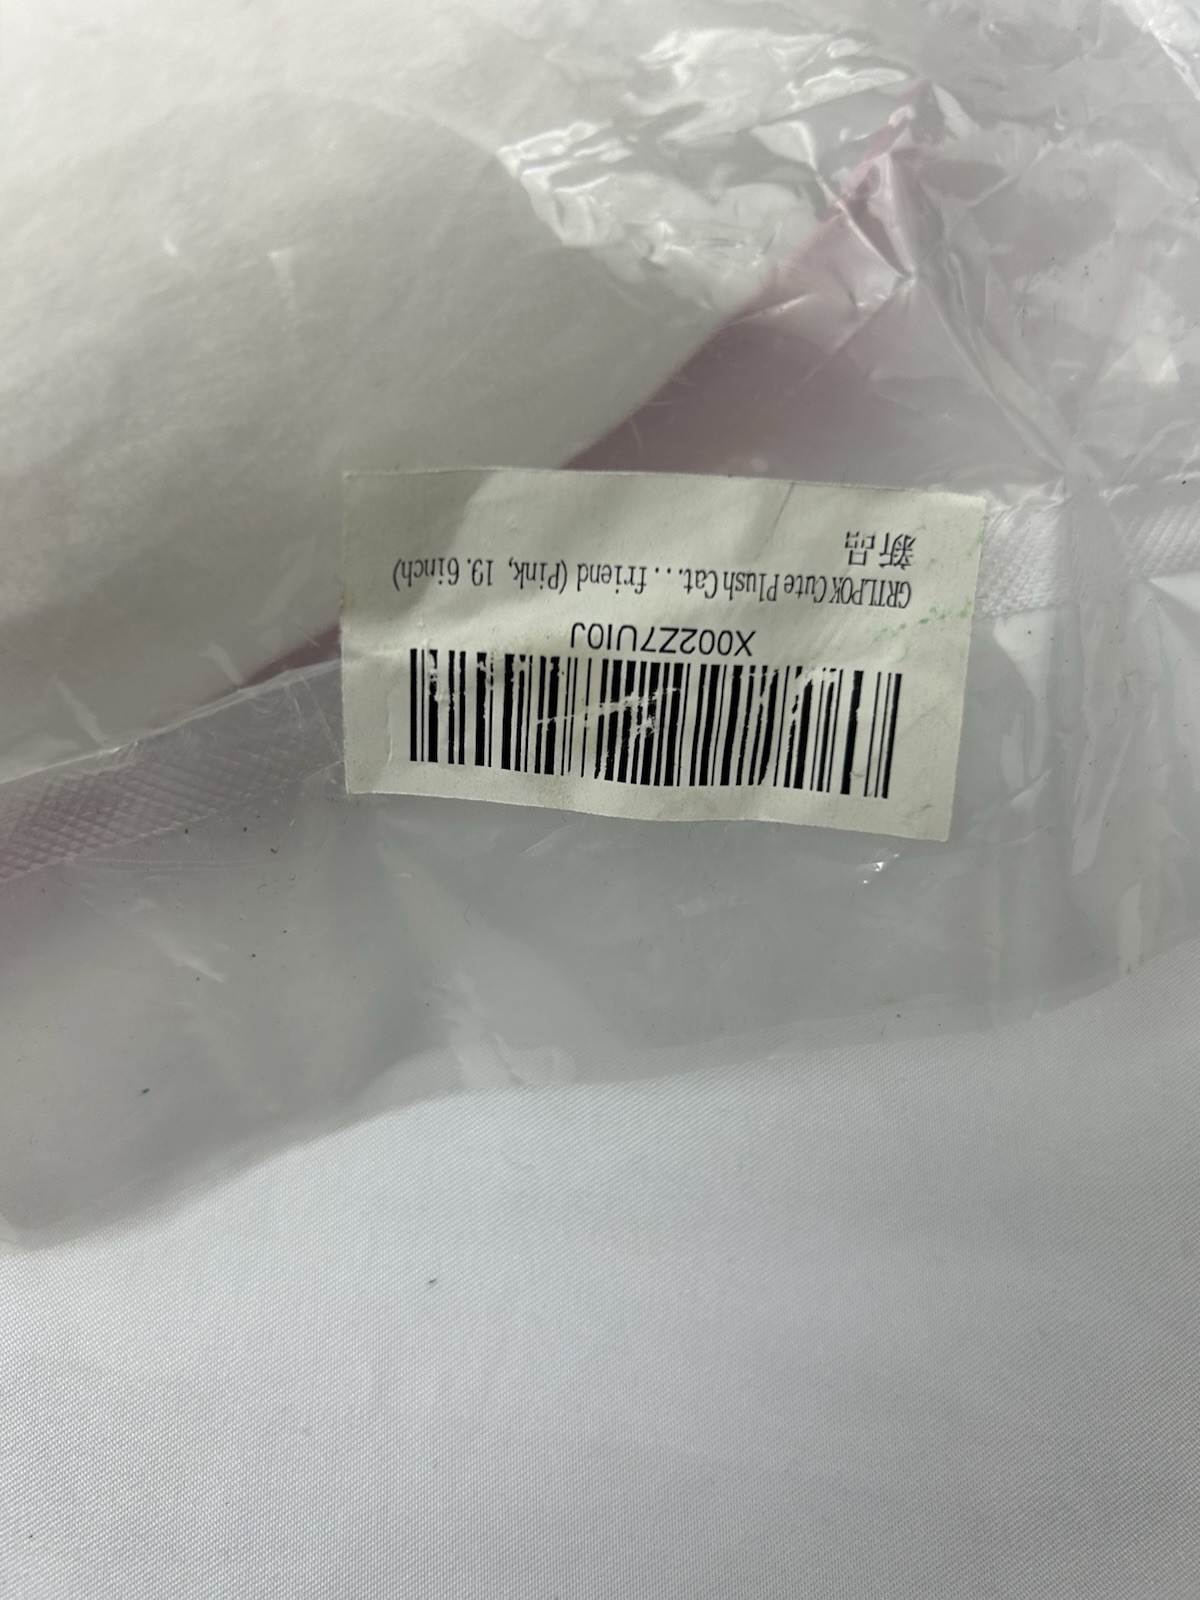 X002Z7UI0J
GRTLPOK Cute Plush Cat....friend (Pink, 19.6inch)
新品